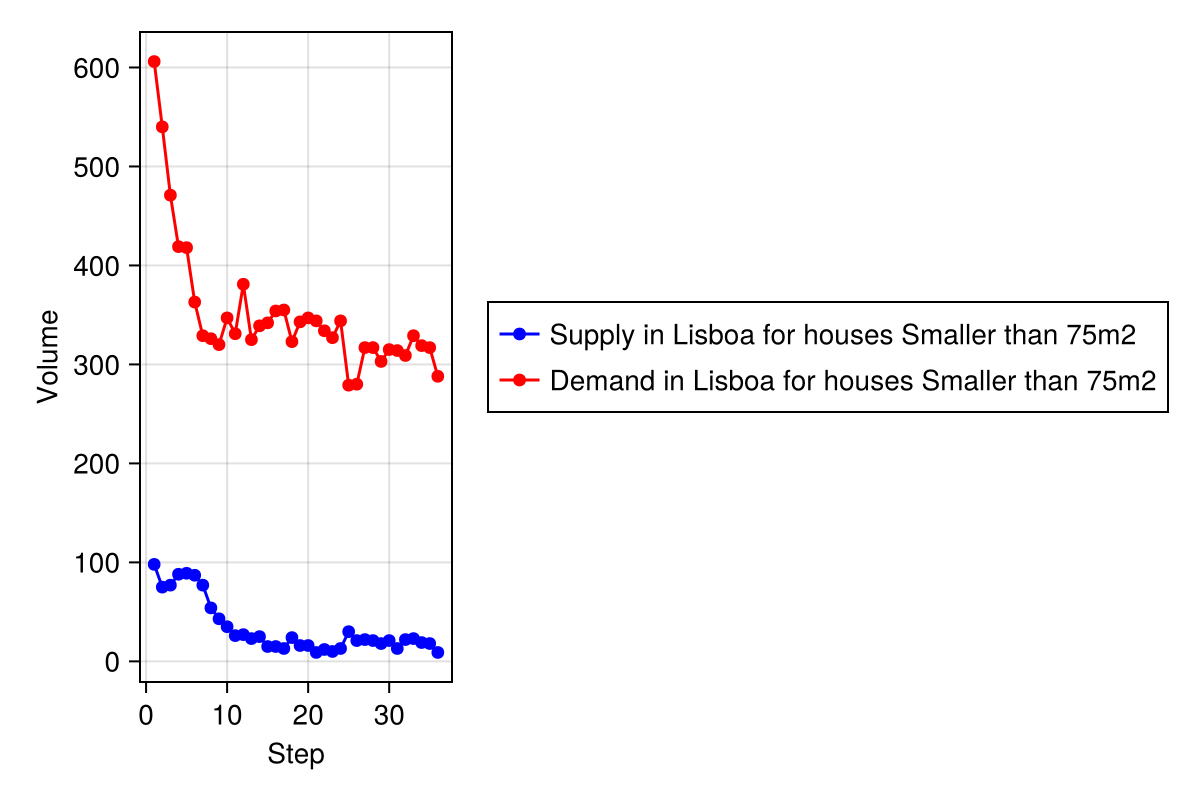 600
500
400
300
200
100
0
Volume
0 10 20 30
Step
Supply in Lisboa for houses Smaller than 75m2
Demand in Lisboa for houses Smaller than 75m2